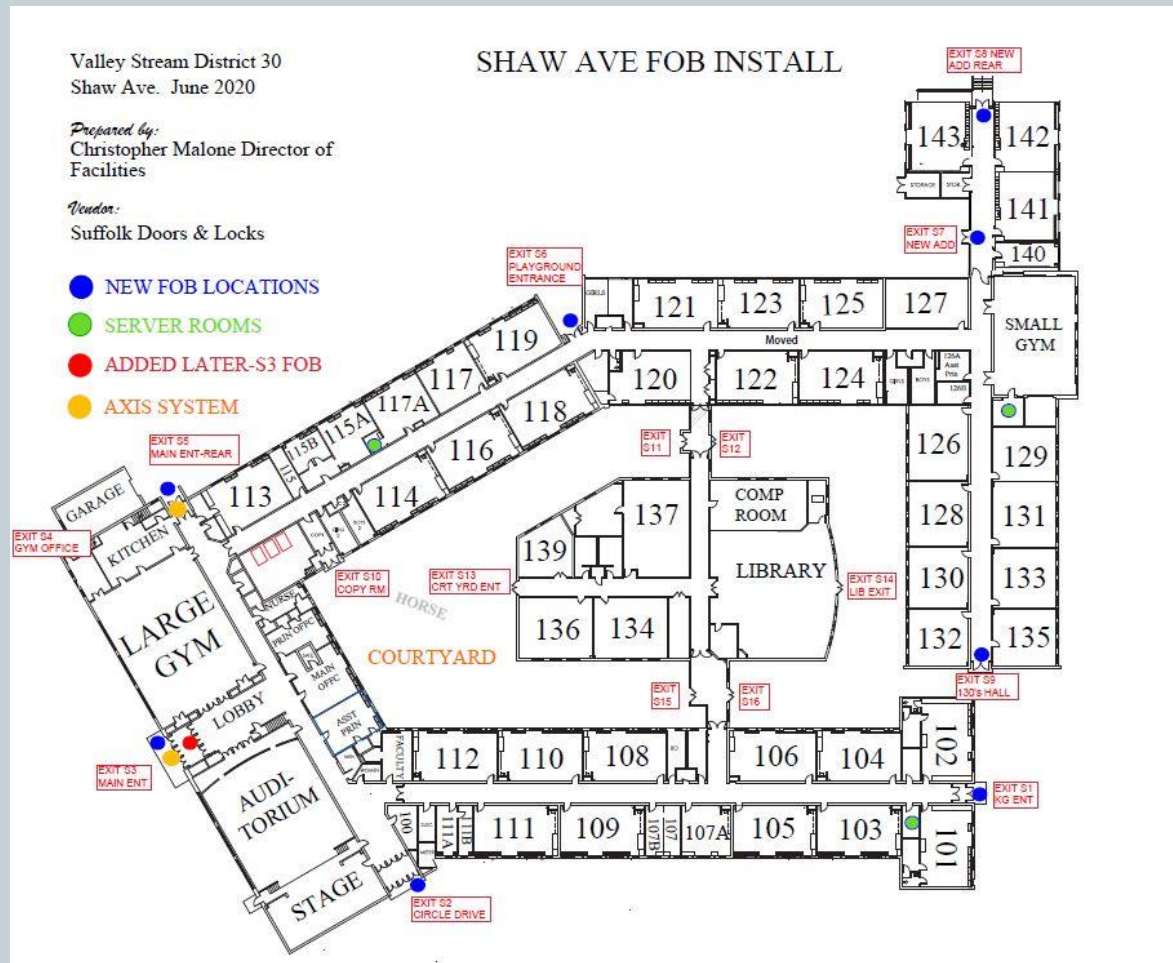 Valley Stream District 30
Shaw Ave. June 2020
Prepared by:
Christopher Malone Director of
Facilities
Vendor:
Suffolk Doors & Locks
SHAW AVE FOB INSTALL
NEW FOB LOCATIONS
SERVER ROOMS
ADDED LATER-S3 FOB
AXIS SYSTEM
EXIT S8 NEW
ADD REAR
143
142
STORAGE
STOR
141
EXIT S7
NEW ADD
140
EXIT S6
PLAYGROUND
ENTRANCE
GIRLS
121
123
125
127
SMALL
GYM
Moved
119
117
117A
115A
115B
115
113
120
122
124
GIRLS
BOYS
126A
Asst
Prin
126B
118
116
114
EXIT S5
MAIN ENT-REAR
GARAGE
KITCHEN
EXIT S4
GYM OFFICE
COPY
EXIT
S11
EXIT
S12
126
129
128
131
130
133
132
135
COMP
ROOM
137
139
LIBRARY
EXIT S10
COPY RM
EXIT S13
CRT YRD ENT
EXIT S14
LIB EXIT
HORSE
NURSE
PRIN OFFC
MAIN
OFFC
LARGE
GYM
136
134
COURTYARD
LOBBY
ASST
PRIN
EXIT
S15
EXIT
S16
EXIT S9
130's HALL
EXIT S3
MAIN ENT
FACULTY
112
110
108
106
104
102
AUDI-
TORIUM
EXIT S1
KG ENT
100
111A
111B
111
109
107B
107
107A
105
103
101
STAGE
EXIT S2
CIRCLE DRIVE